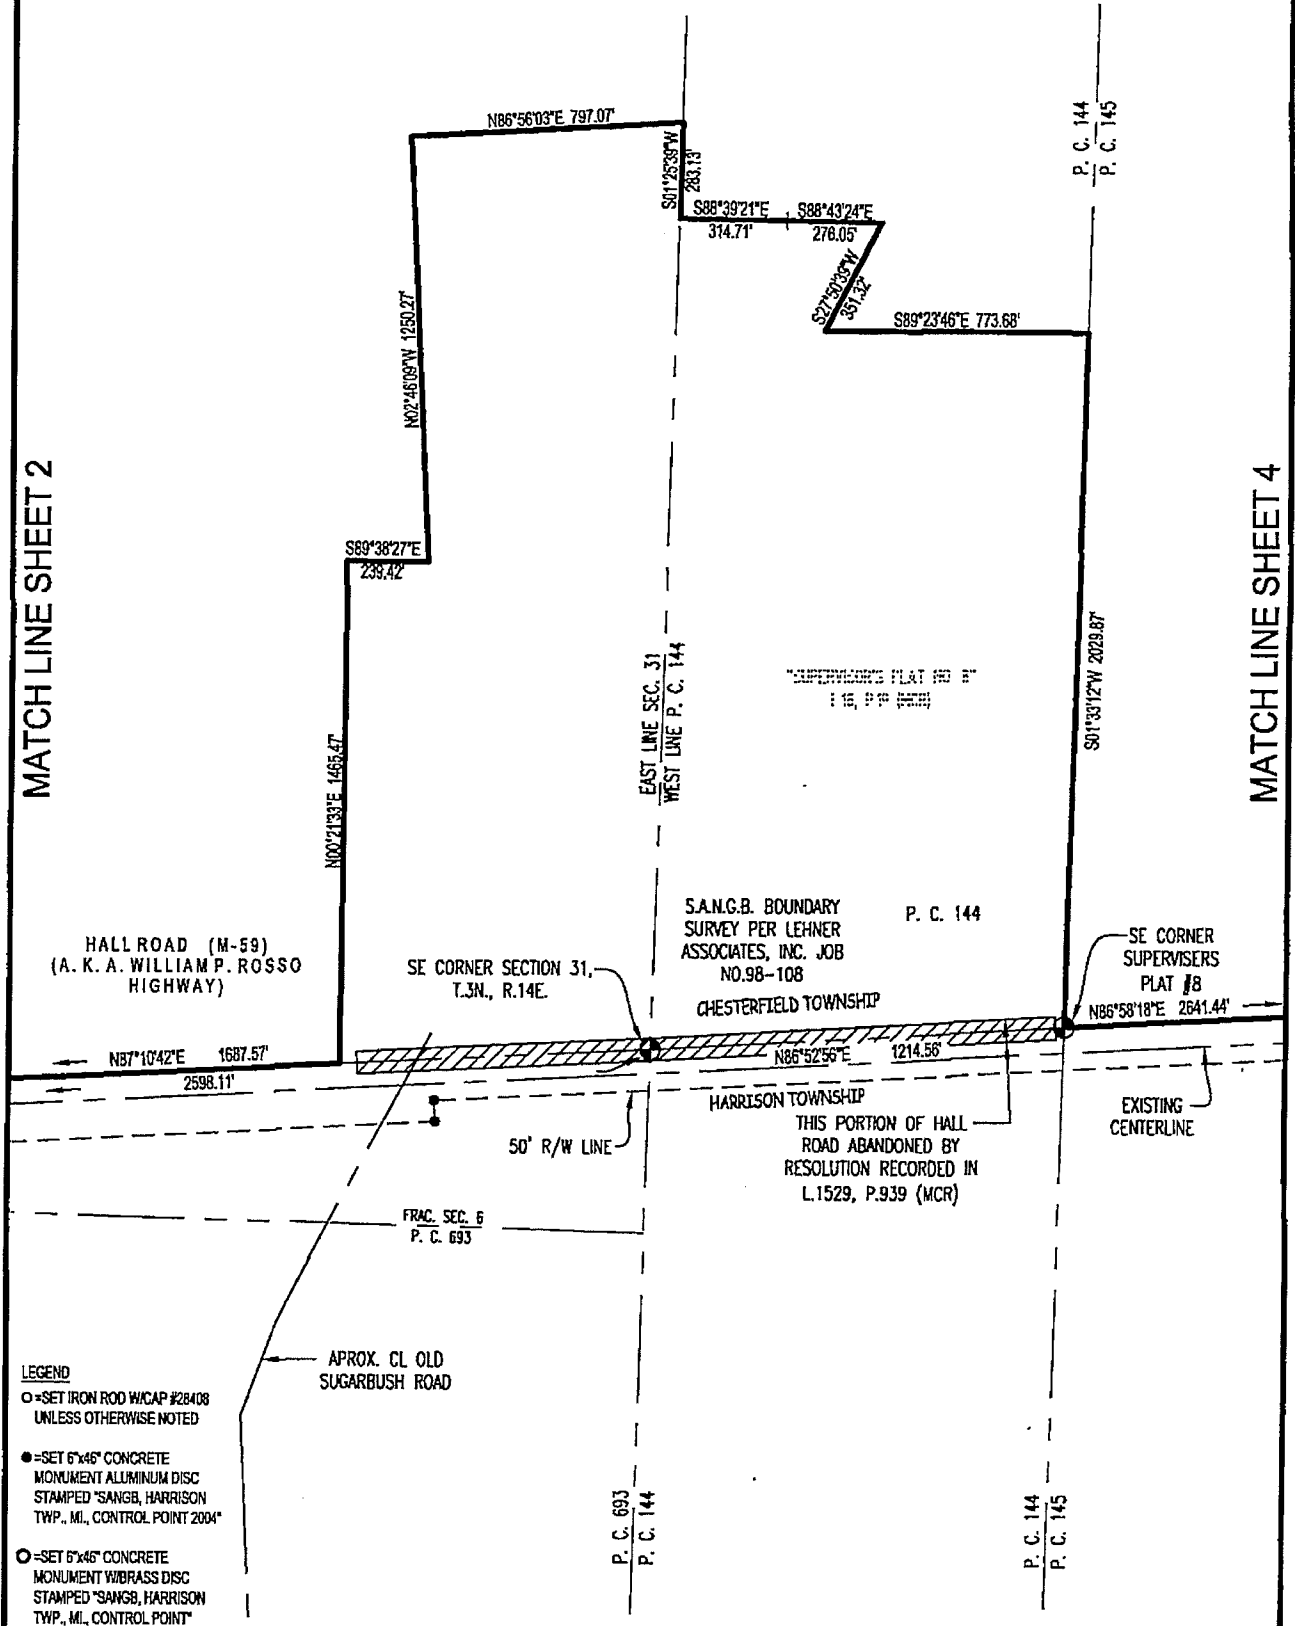 P. C. 144
P. C. 145
N86°56'03"E 797.07'
S01°25'39"W
283.13'
S88°39'21"E
314.71'
S88°43'24"E
276.05'
S27°50'39"W
351.32'
S89°23'46"E 773.68'
N02°46'09"W 1250.27'
MATCH LINE SHEET 2
MATCH LINE SHEET 4
S89°38'27"E
239.42'
EAST LINE SEC. 31
WEST LINE P. C. 144
"SUPERVISOR'S PLAT NO 8"
S01°33'12"W 2029.87'
N00°21'33"E 1465.47'
HALL ROAD (M-59)
(A. K. A. WILLIAM P. ROSSO
HIGHWAY)
SE CORNER SECTION 31,
T.3N., R.14E.
S.A.N.G.B. BOUNDARY
SURVEY PER LEHNER
ASSOCIATES, INC. JOB
NO.98-108
P. C. 144
CHESTERFIELD TOWNSHIP
SE CORNER
SUPERVISERS
PLAT #8
N86°58'18"E 2641.44'
N87°10'42"E 1687.57'
2598.11'
N86°52'56"E 1214.56'
HARRISON TOWNSHIP
THIS PORTION OF HALL
ROAD ABANDONED BY
RESOLUTION RECORDED IN
L.1529, P.939 (MCR)
50' R/W LINE
EXISTING
CENTERLINE
FRAC. SEC. 6
P. C. 693
APROX. CL OLD
SUGARBUSH ROAD
LEGEND
=SET IRON ROD W/CAP #28408
UNLESS OTHERWISE NOTED
=SET 6"x46" CONCRETE
MONUMENT ALUMINUM DISC
STAMPED "SANGB, HARRISON
TWP., MI., CONTROL POINT 2004"
=SET 6"x46" CONCRETE
MONUMENT W/BRASS DISC
STAMPED "SANGB, HARRISON
TWP., MI., CONTROL POINT"
P. C. 693
P. C. 144
P. C. 144
P. C. 145